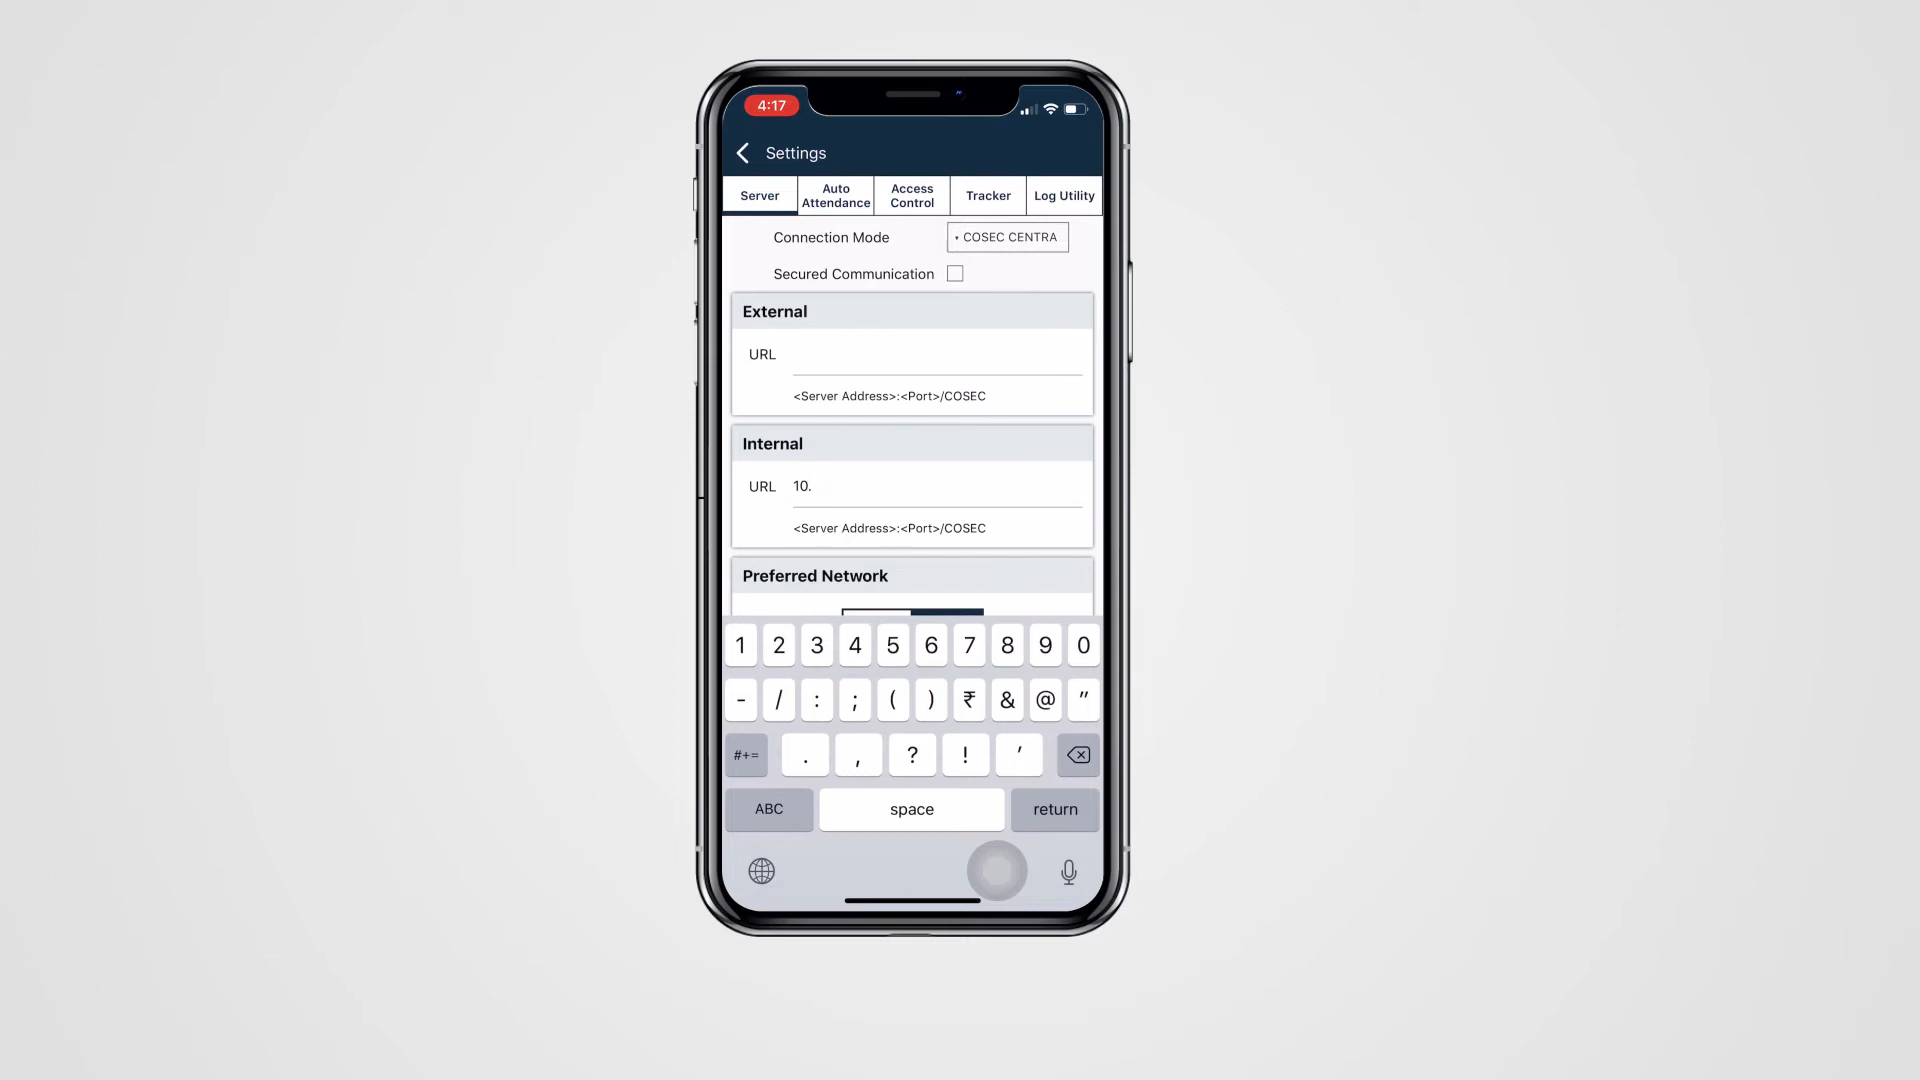 4:17
Settings
Server
Auto Attendance
Access Control
Tracker
Log Utility
Connection Mode
COSEC CENTRA
Secured Communication
External
URL
<Server Address>:<Port>/COSEC
Internal
URL 10.
<Server Address>:<Port>/COSEC
Preferred Network
1 2 3 4 5 6 7 8 9 0
- / : ; ( ) ₹ & @ "
#+= . , ? ! '
ABC space return